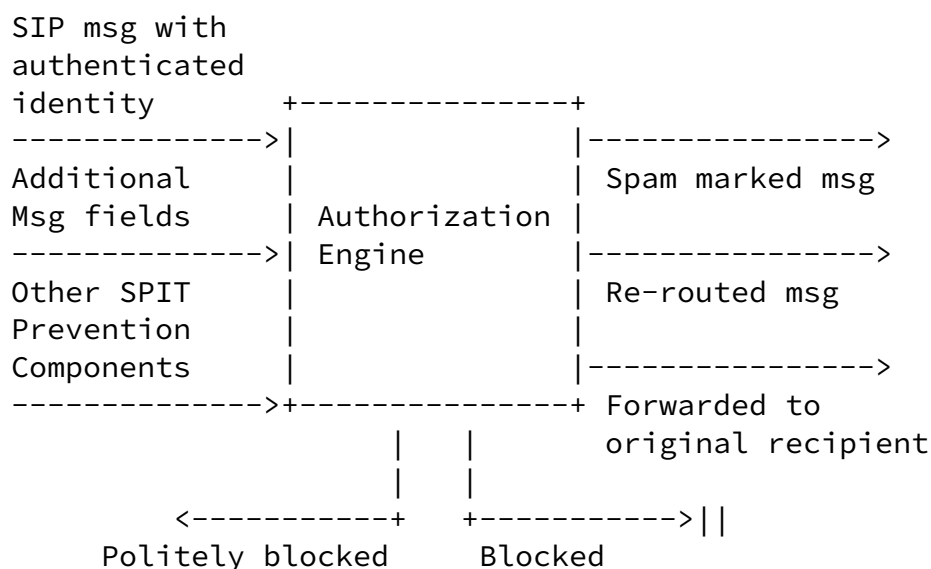 SIP msg with
authenticated
identity          +---------------+
-------------->|               |---------------->
Additional     |               | Spam marked msg
Msg fields     | Authorization |
-------------->| Engine        |---------------->
Other SPIT     |               | Re-routed msg
Prevention     |               |
Components     |               |---------------->
-------------->+---------------+ Forwarded to
|   |       original recipient
|   |
<-----------+   +----------->||
Politely blocked     Blocked